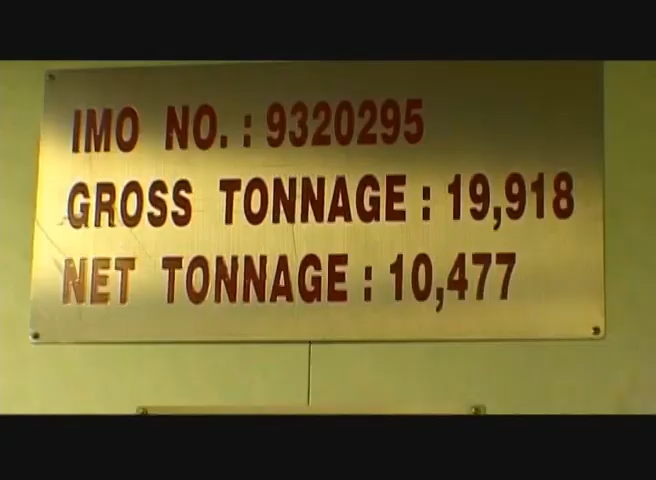 IMO NO. : 9320295
GROSS TONNAGE : 19,918
NET TONNAGE : 10,477